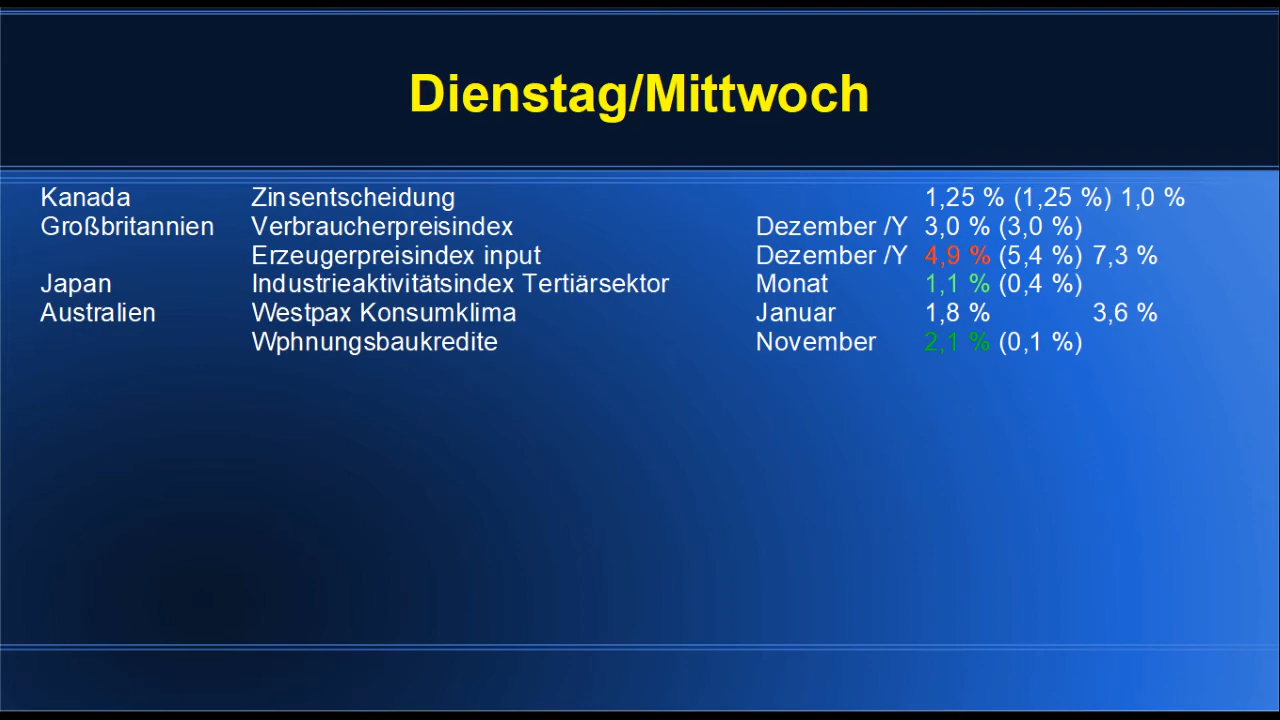 Dienstag/Mittwoch
Kanada Zinsentscheidung 1,25 % (1,25 %) 1,0 %
Großbritannien Verbraucherpreisindex Dezember /Y 3,0 % (3,0 %)
Erzeugerpreisindex input Dezember /Y 4,9 % (5,4 %) 7,3 %
Japan Industrieaktivitätsindex Tertiärsektor Monat 1,1 % (0,4 %)
Australien Westpax Konsumklima Januar 1,8 % 3,6 %
Wphnungsbaukredite November 2,1 % (0,1 %)